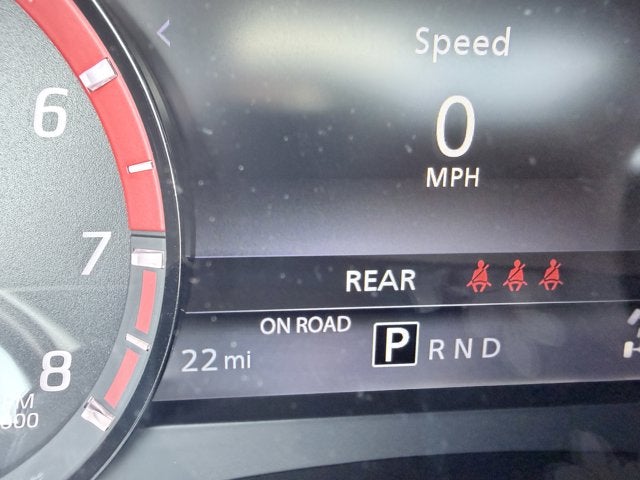 6
7
8
Speed
0
MPH
REAR
ON ROAD
22 mi
P R N D